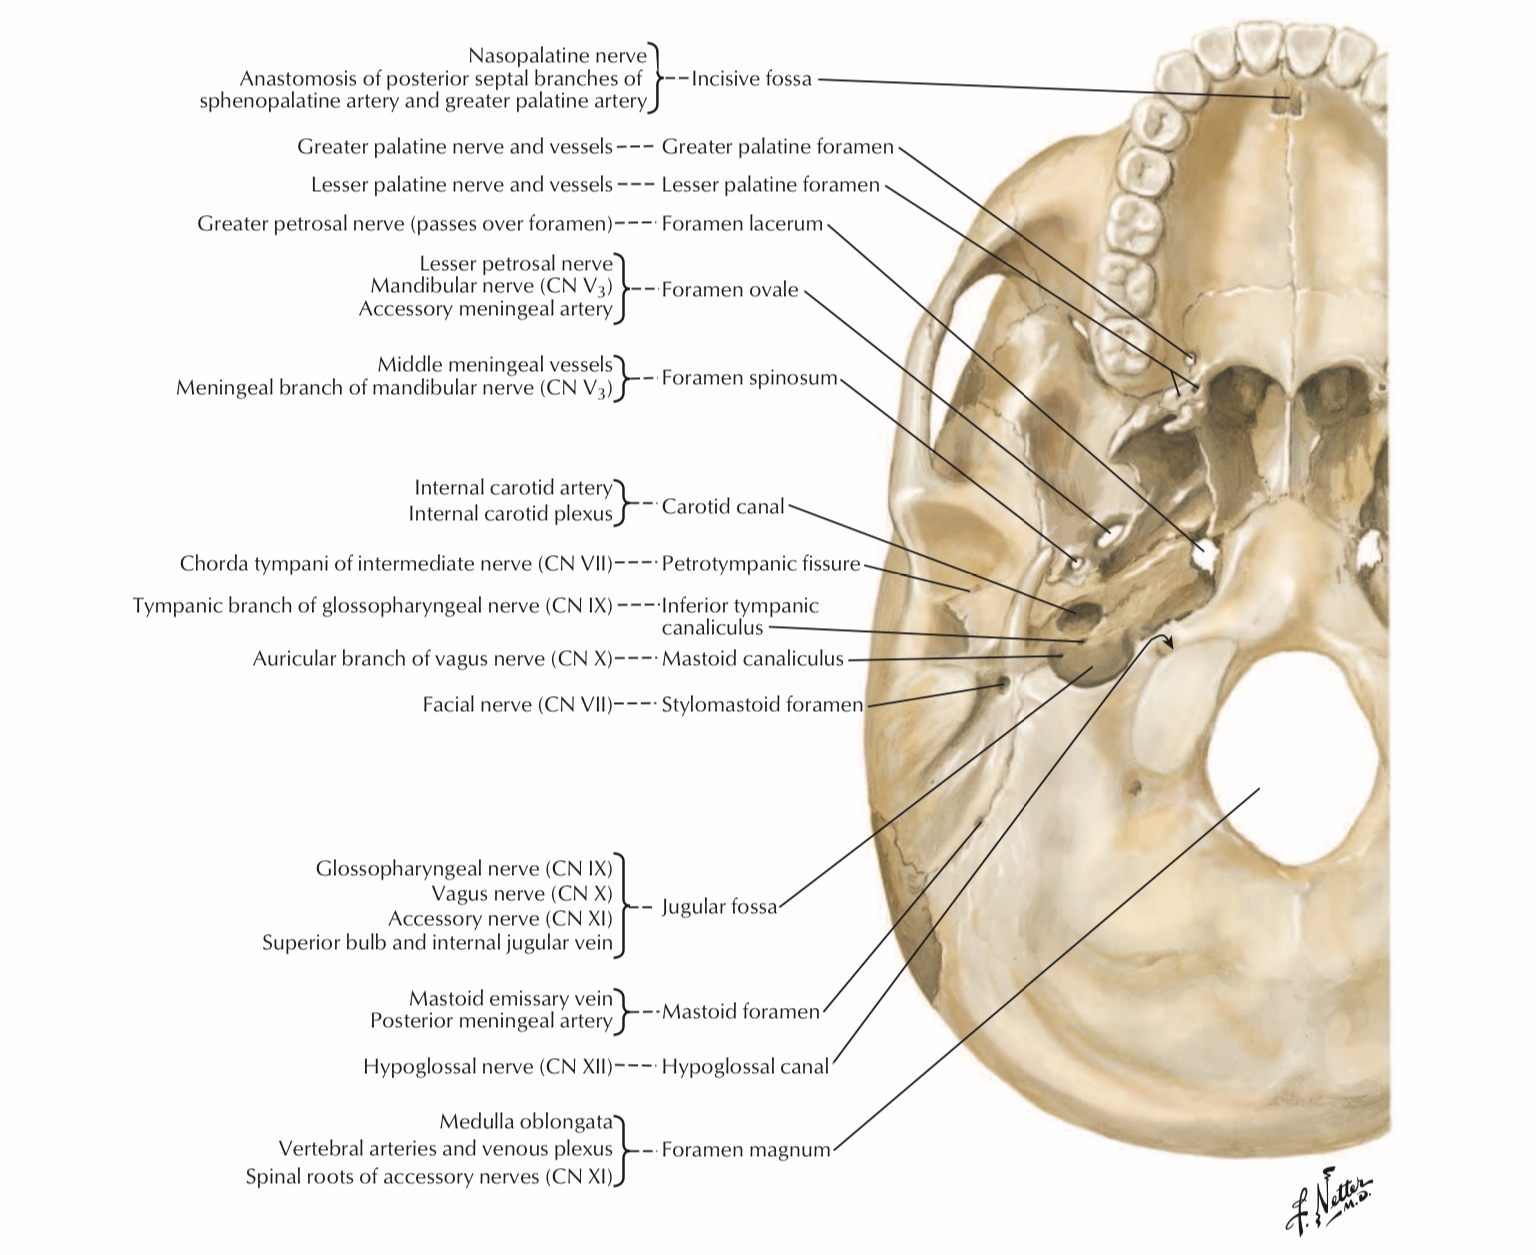 Nasopalatine nerve
Anastomosis of posterior septal branches of
sphenopalatine artery and greater palatine artery
Incisive fossa
Greater palatine nerve and vessels Greater palatine foramen
Lesser palatine nerve and vessels Lesser palatine foramen
Greater petrosal nerve (passes over foramen) Foramen lacerum
Lesser petrosal nerve
Mandibular nerve (CN V3)
Accessory meningeal artery
Foramen ovale
Middle meningeal vessels
Meningeal branch of mandibular nerve (CN V3)
Foramen spinosum
Internal carotid artery
Internal carotid plexus
Carotid canal
Chorda tympani of intermediate nerve (CN VII) Petrotympanic fissure
Tympanic branch of glossopharyngeal nerve (CN IX) Inferior tympanic
canaliculus
Auricular branch of vagus nerve (CN X) Mastoid canaliculus
Facial nerve (CN VII) Stylomastoid foramen
Glossopharyngeal nerve (CN IX)
Vagus nerve (CN X)
Accessory nerve (CN XI)
Superior bulb and internal jugular vein
Jugular fossa
Mastoid emissary vein
Posterior meningeal artery
Mastoid foramen
Hypoglossal nerve (CN XII) Hypoglossal canal
Medulla oblongata
Vertebral arteries and venous plexus
Spinal roots of accessory nerves (CN XI)
Foramen magnum
F. Netter
M.D.